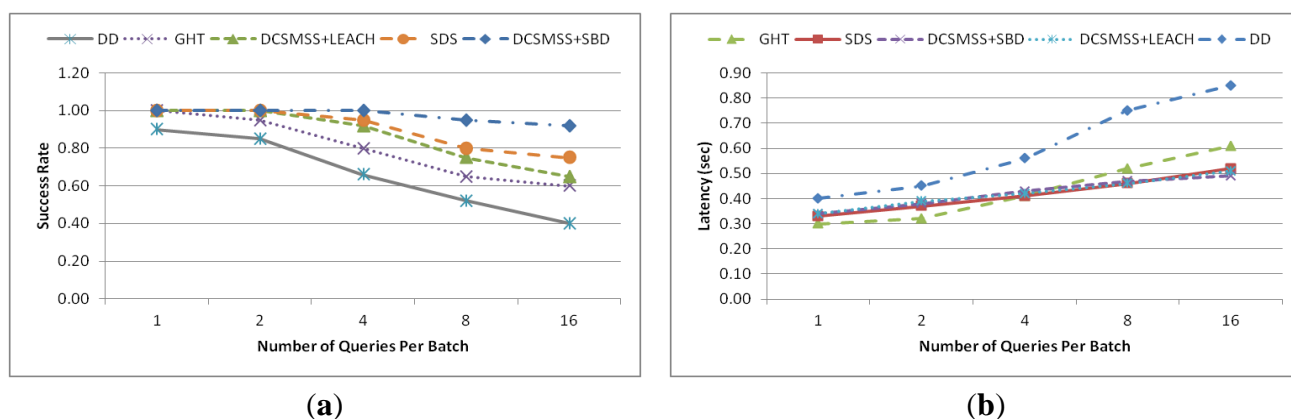 DD GHT DCSMSS+LEACH SDS DCSMSS+SBD
1.20
1.00
0.80
0.60
0.40
0.20
0.00
Success Rate
1 2 4 8 16
Number of Queries Per Batch
(a)
GHT SDS DCSMSS+SBD DCSMSS+LEACH DD
0.90
0.80
0.70
0.60
0.50
0.40
0.30
0.20
0.10
0.00
Latency (sec)
1 2 4 8 16
Number of Queries Per Batch
(b)